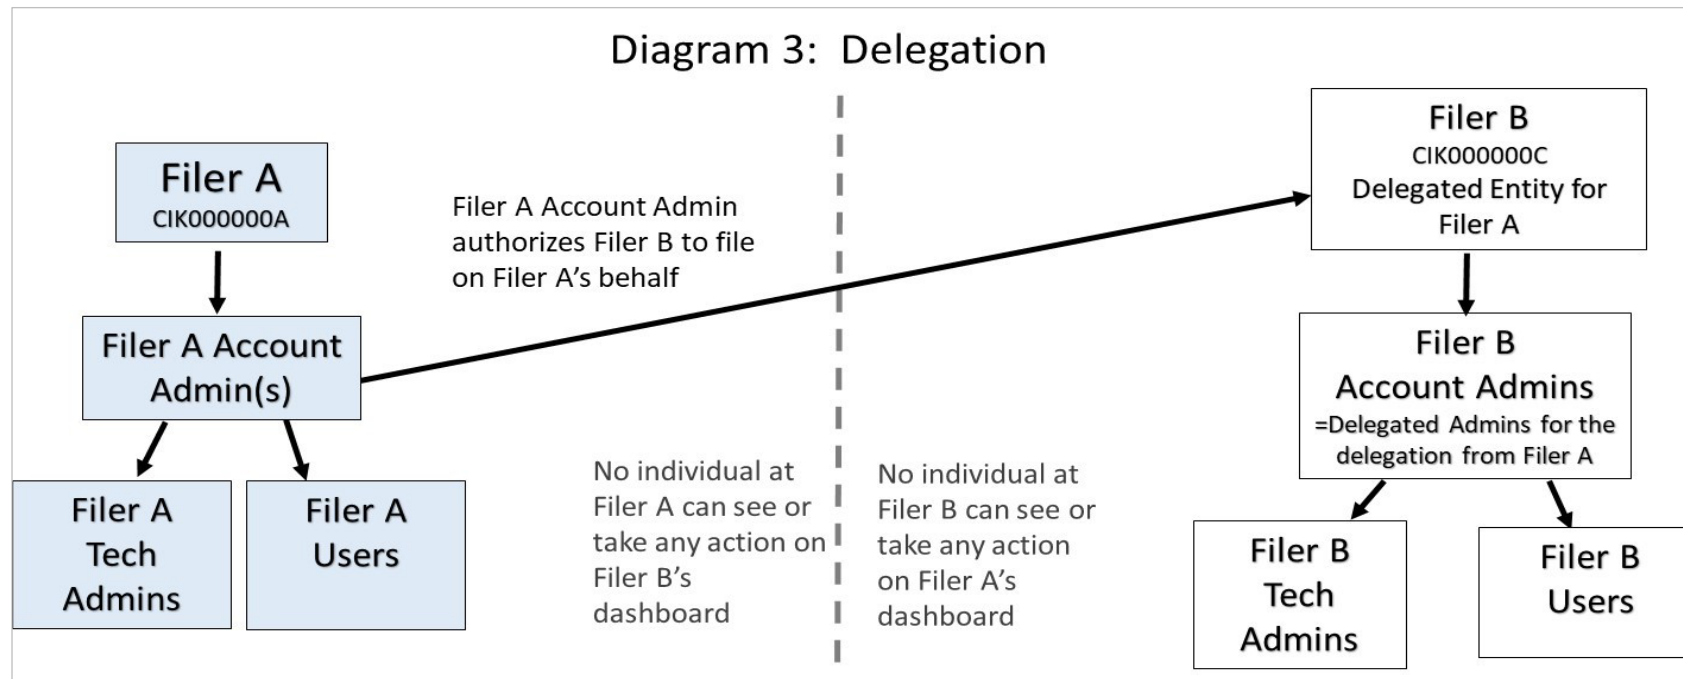 Diagram 3:  Delegation
Filer A
CIK000000A
Filer A Account
Admin(s)
Filer A
Tech
Admins
Filer A
Users
Filer A Account Admin
authorizes Filer B to file
on Filer A’s behalf
No individual at
Filer A can see or
take any action on
Filer B’s
dashboard
No individual at
Filer B can see or
take any action
on Filer A’s
dashboard
Filer B
CIK000000C
Delegated Entity for
Filer A
Filer B
Account Admins
=Delegated Admins for the
delegation from Filer A
Filer B
Tech
Admins
Filer B
Users